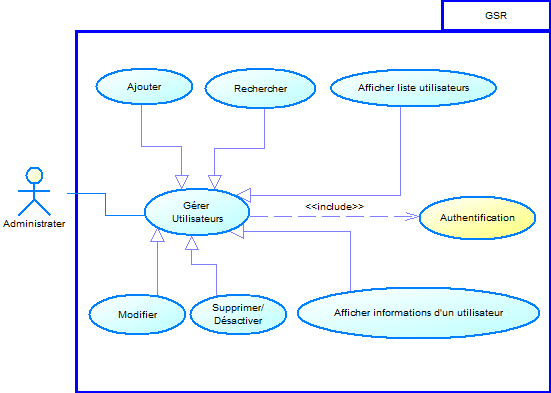 GSR
Ajouter
Rechercher
Afficher liste utilisateurs
Administrater
Gérer
Utilisateurs
<<include>>
Authentification
Modifier
Supprimer/
Désactiver
Afficher informations d'un utilisateur